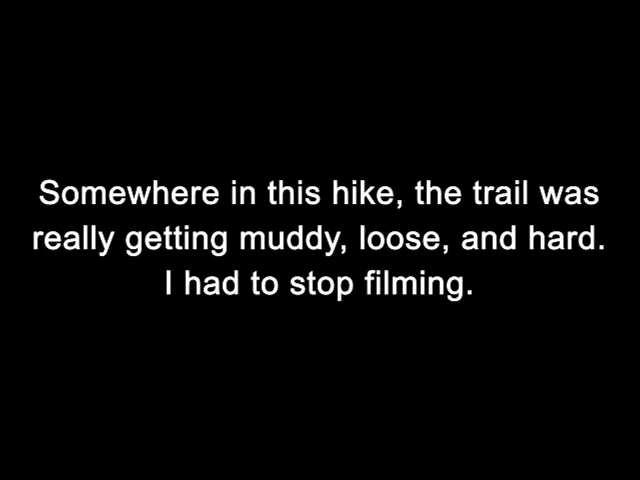 Somewhere in this hike, the trail was
really getting muddy, loose, and hard.
I had to stop filming.